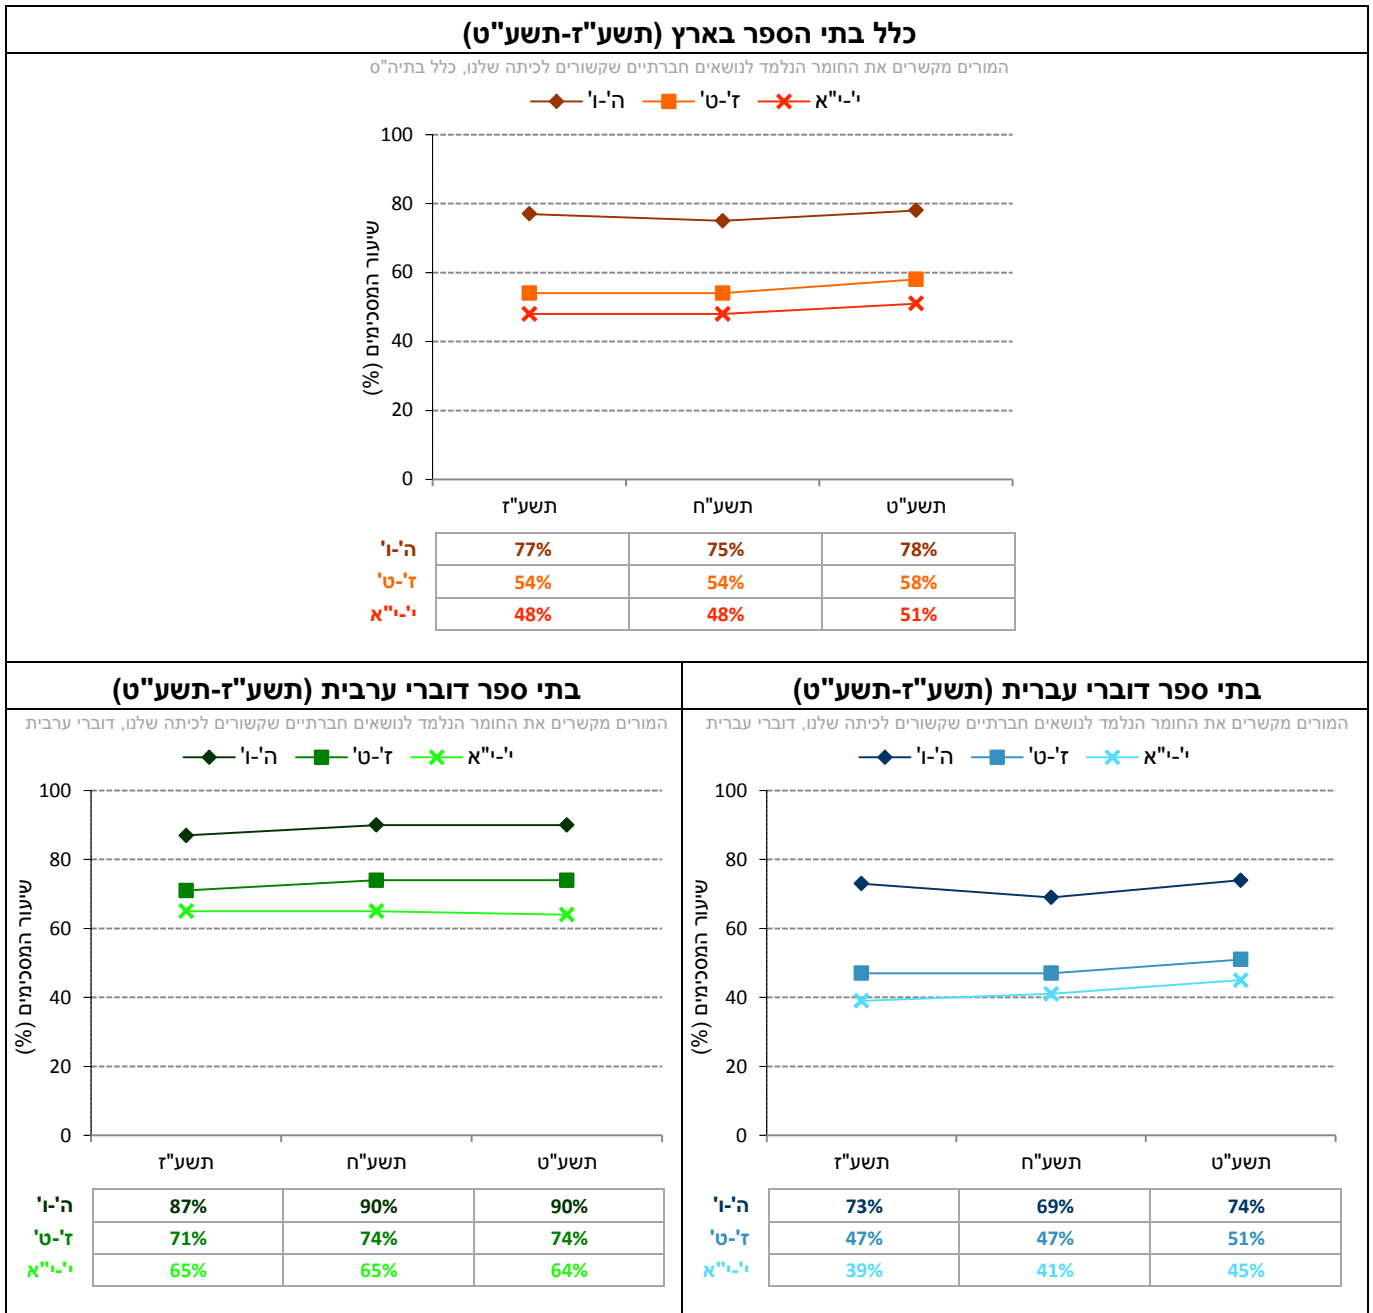 כלל בתי הספר בארץ (תשע"ז-תשע"ט)
המורים מקשרים את החומר הנלמד לנושאים חברתיים שקשורים לכיתה שלנו, כלל בתיה"ס
ה'-ו' ז'-ט' י'-י"א
שיעור המסכימים (%)
100
80
60
40
20
0
תשע"ז תשע"ח תשע"ט
ה'-ו' 77% 75% 78%
ז'-ט' 54% 54% 58%
י'-י"א 48% 48% 51%
בתי ספר דוברי עברית (תשע"ז-תשע"ט)
המורים מקשרים את החומר הנלמד לנושאים חברתיים שקשורים לכיתה שלנו, דוברי עברית
ה'-ו' ז'-ט' י'-י"א
שיעור המסכימים (%)
100
80
60
40
20
0
תשע"ז תשע"ח תשע"ט
ה'-ו' 73% 69% 74%
ז'-ט' 47% 47% 51%
י'-י"א 39% 41% 45%
בתי ספר דוברי ערבית (תשע"ז-תשע"ט)
המורים מקשרים את החומר הנלמד לנושאים חברתיים שקשורים לכיתה שלנו, דוברי ערבית
ה'-ו' ז'-ט' י'-י"א
שיעור המסכימים (%)
100
80
60
40
20
0
תשע"ז תשע"ח תשע"ט
ה'-ו' 87% 90% 90%
ז'-ט' 71% 74% 74%
י'-י"א 65% 65% 64%